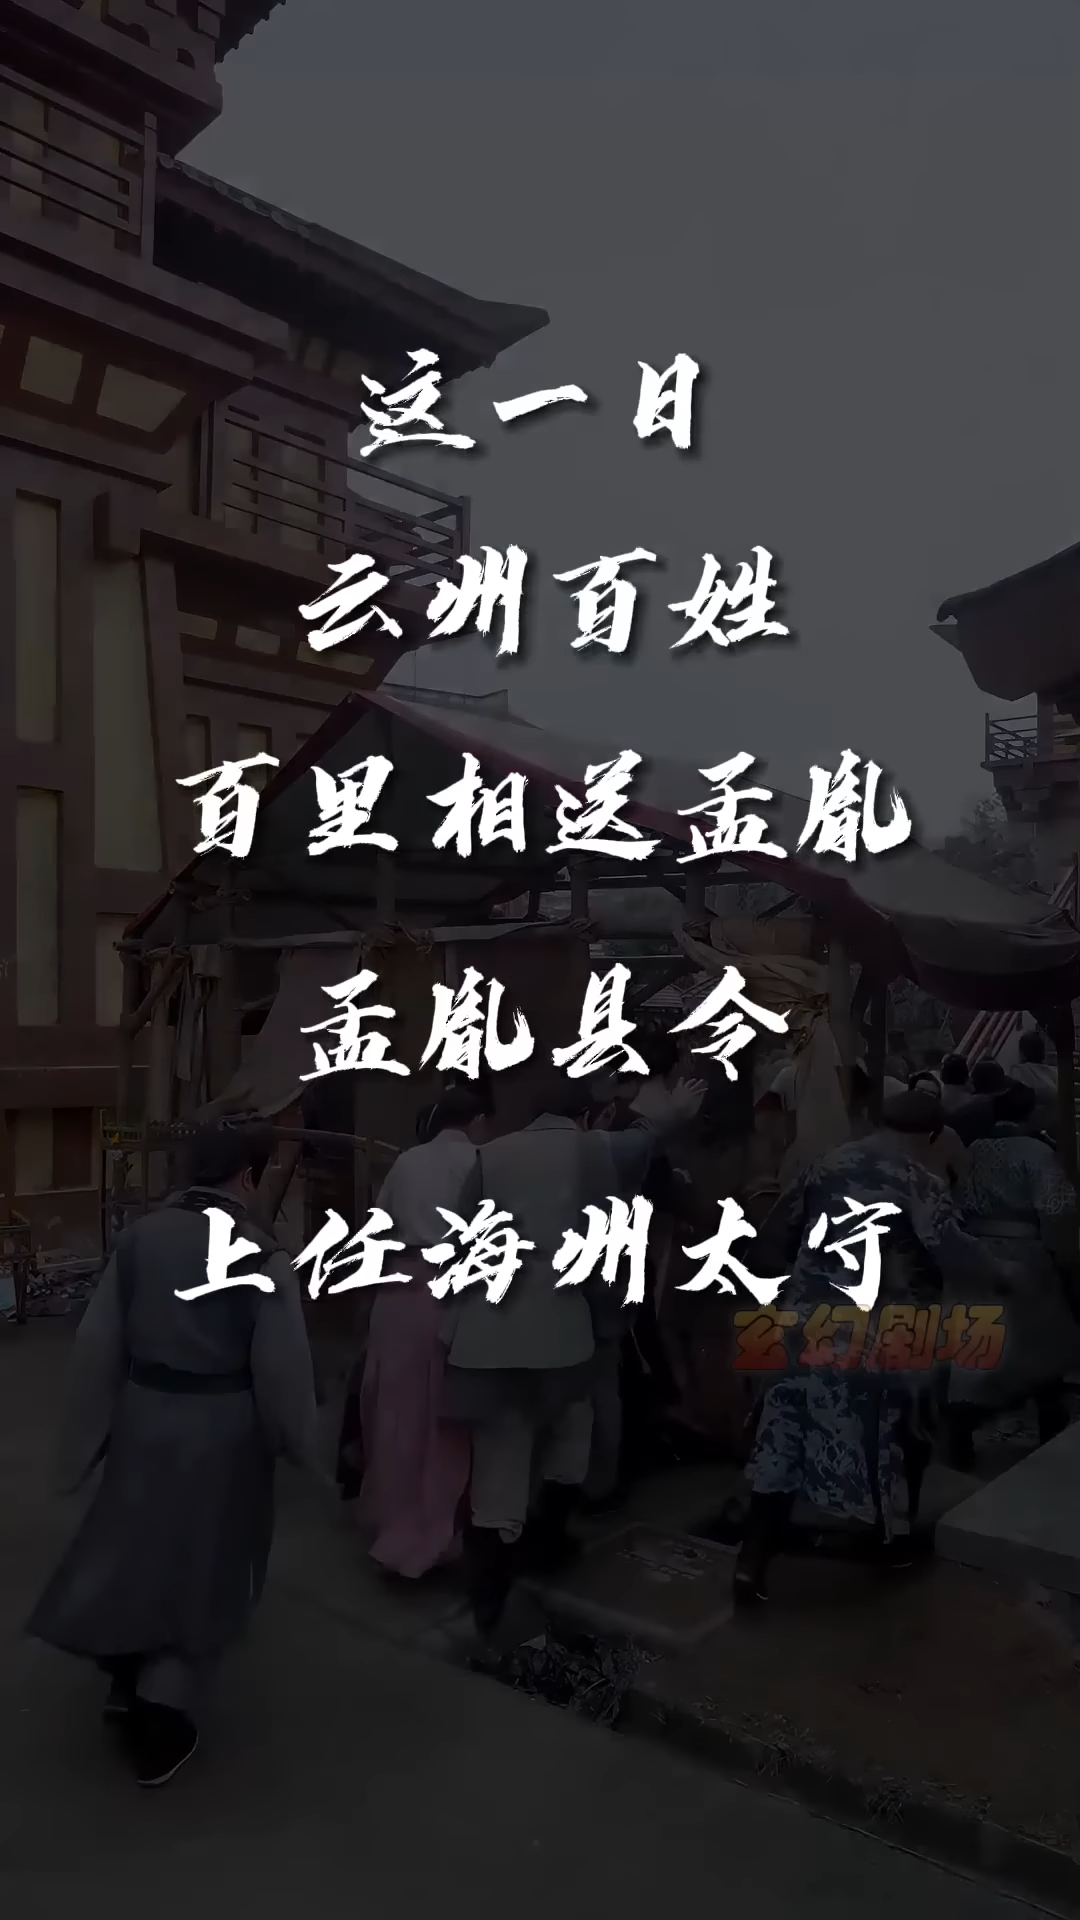 这一日
云州百姓
百里相送孟胤
孟胤县令
上任海州太守
玄幻剧场